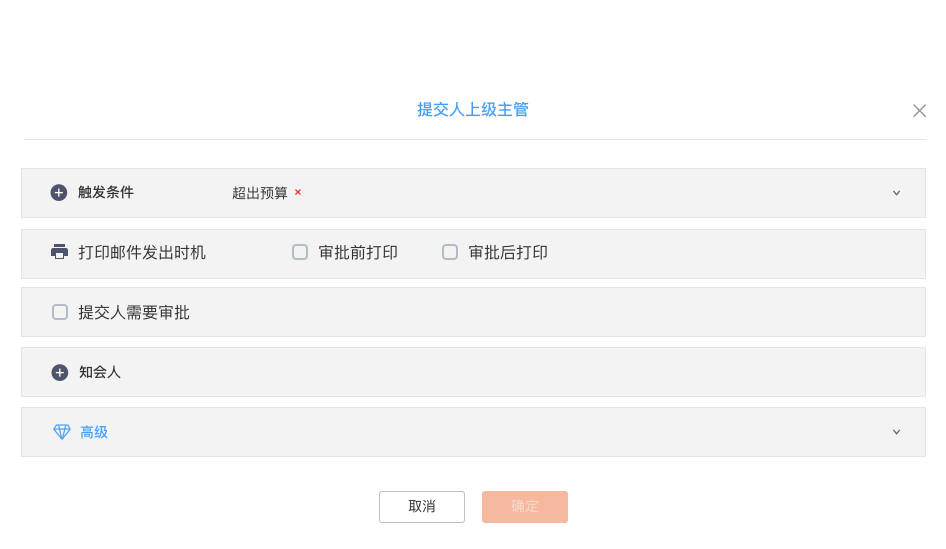 提交人上级主管
触发条件 超出预算 ×
打印邮件发出时机 审批前打印 审批后打印
提交人需要审批
知会人
高级
取消 确定